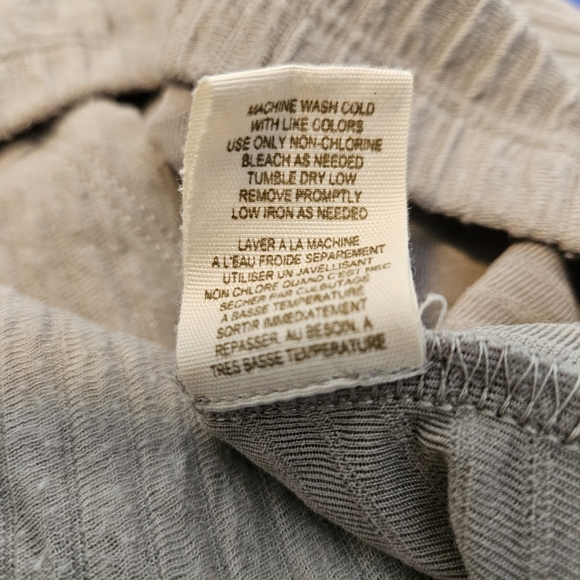 MACHINE WASH COLD
WITH LIKE COLORS
USE ONLY NON-CHLORINE
BLEACH AS NEEDED
TUMBLE DRY LOW
REMOVE PROMPTLY
LOW IRON AS NEEDED
LAVER A LA MACHINE
A L'EAU FROIDE SEPAREMENT
UTILISER UN JAVELLISANT
NON CHLORE QUAND C'EST NEC
SECHER PAR CULBUTAGE
A BASSE TEMPERATURE
SORTIR IMMEDIATEMENT
REPASSER, AU BESOIN, A
TRES BASSE TEMPERATURE